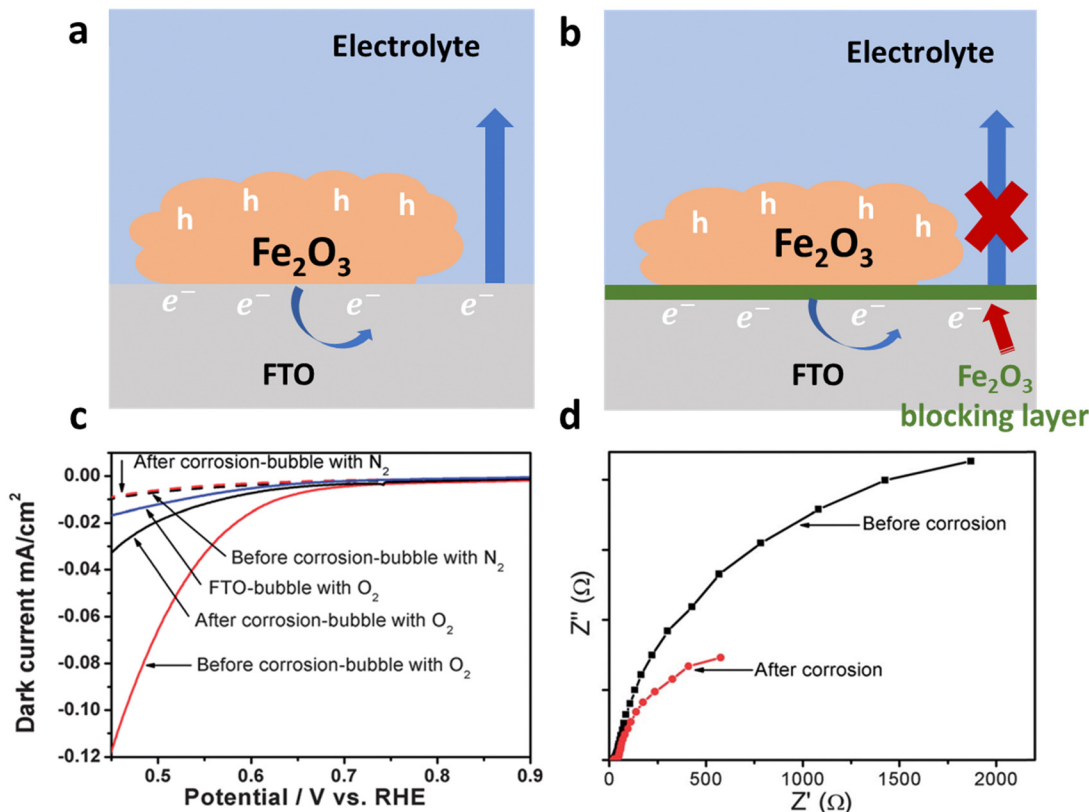 a
Electrolyte
h h h h
Fe₂O₃
e⁻ e⁻ e⁻ e⁻
FTO
b
Electrolyte
h h h h
Fe₂O₃
e⁻ e⁻ e⁻ e⁻
FTO
Fe₂O₃
blocking layer
c
Dark current mA/cm²
0.00
-0.02
-0.04
-0.06
-0.08
-0.10
-0.12
After corrosion-bubble with N₂
Before corrosion-bubble with N₂
FTO-bubble with O₂
After corrosion-bubble with O₂
Before corrosion-bubble with O₂
0.5 0.6 0.7 0.8 0.9
Potential / V vs. RHE
d
Z'' (Ω)
Before corrosion
After corrosion
0 500 1000 1500 2000
Z' (Ω)